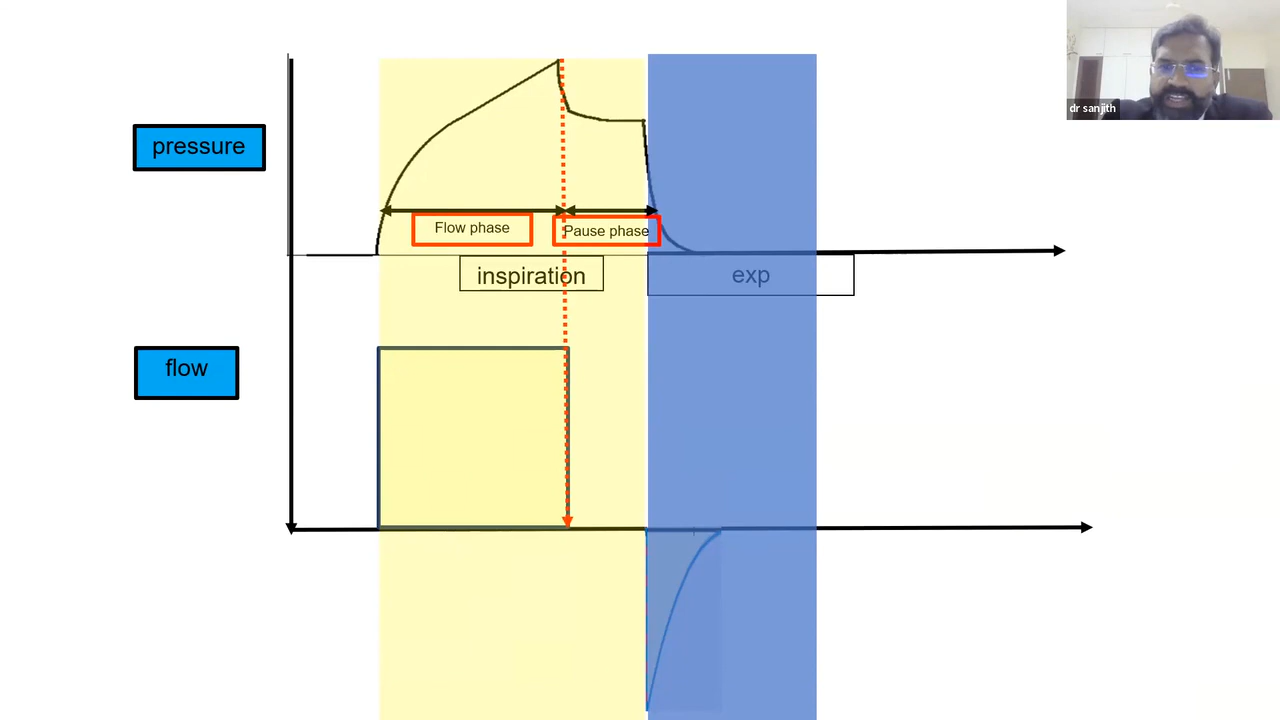 dr sanjith
pressure
Flow phase
Pause phase
inspiration
exp
flow